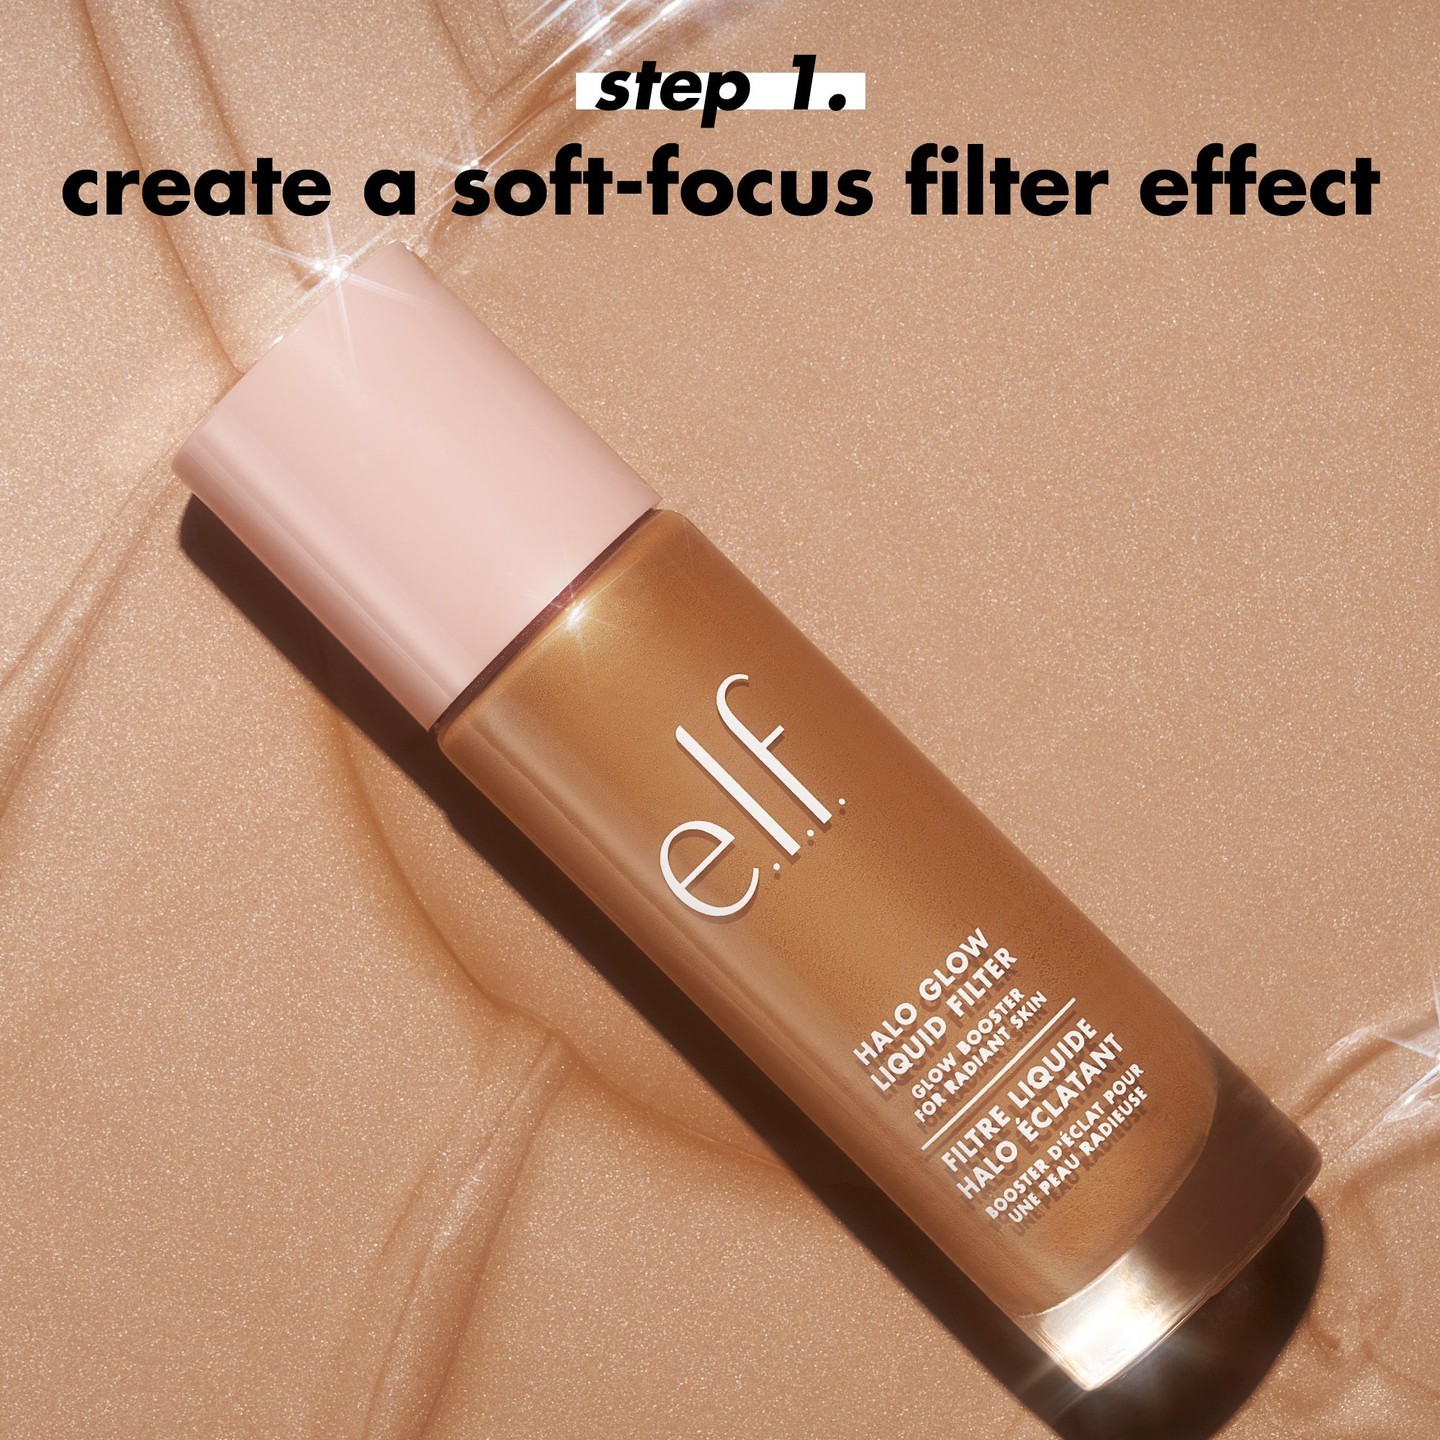 step 1.
create a soft-focus filter effect
e.l.f.
HALO GLOW
LIQUID FILTER
GLOW BOOSTER
FOR RADIANT SKIN
FILTRE LIQUIDE
HALO ÉCLATANT
BOOSTER D'ÉCLAT POUR
UNE PEAU RADIEUSE